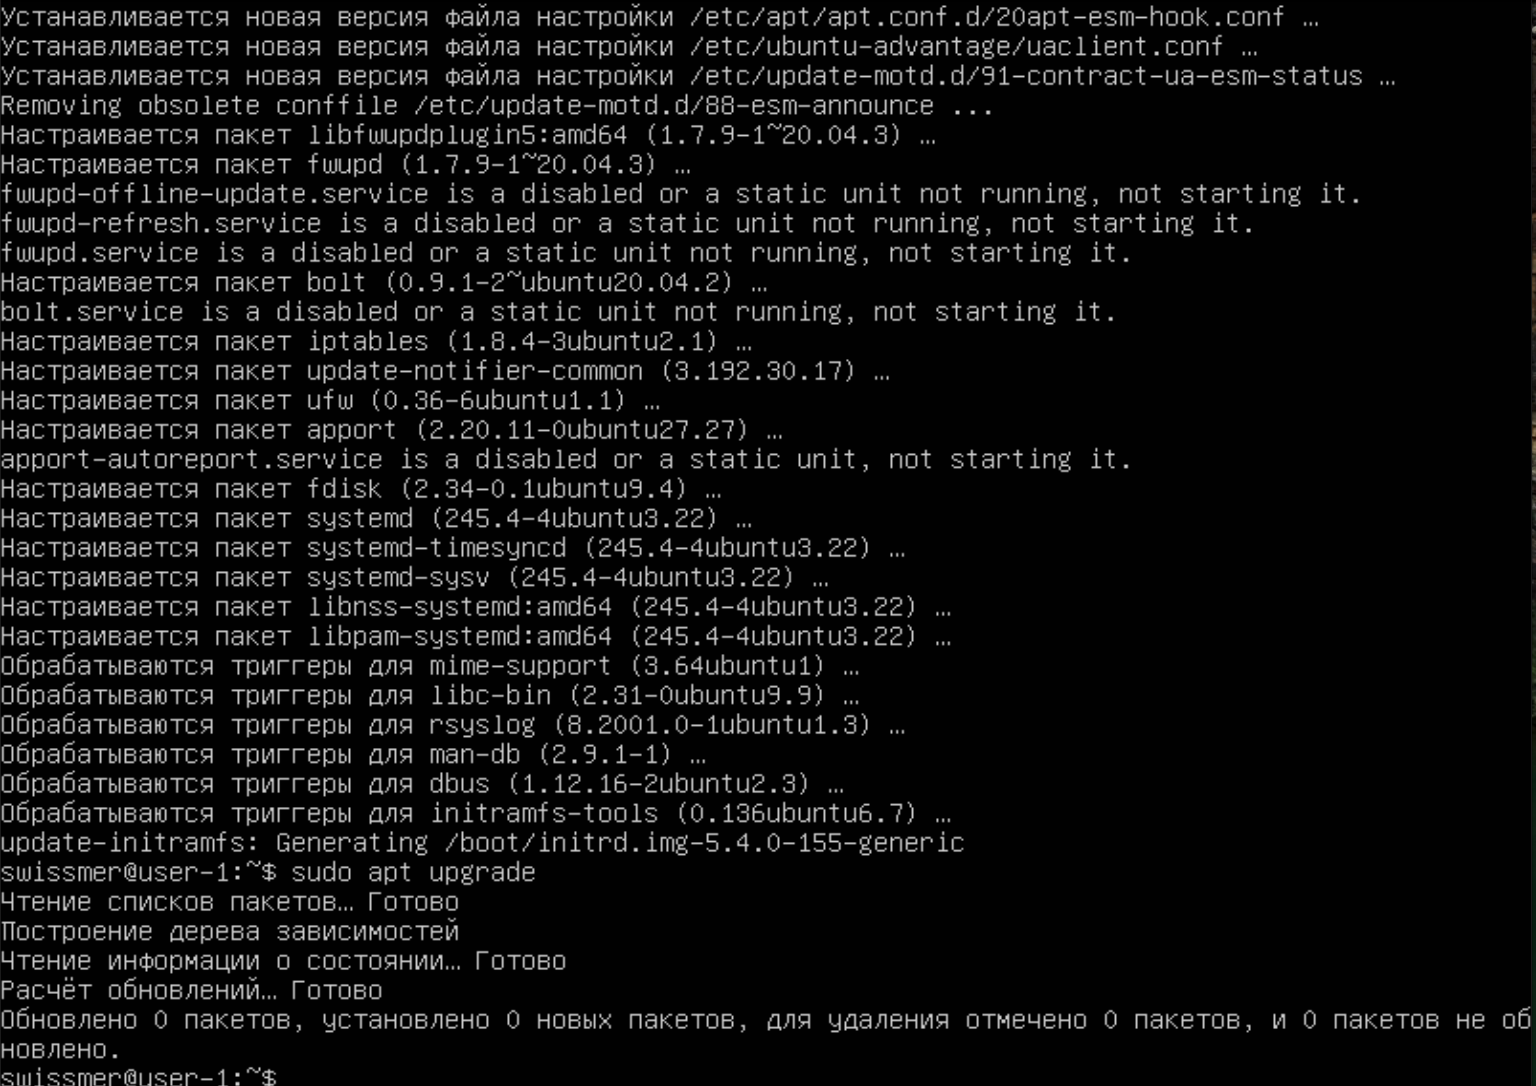 Устанавливается новая версия файла настройки /etc/apt/apt.conf.d/20apt-esm-hook.conf …
Устанавливается новая версия файла настройки /etc/ubuntu-advantage/uaclient.conf …
Устанавливается новая версия файла настройки /etc/update-motd.d/91-contract-ua-esm-status …
Removing obsolete conffile /etc/update-motd.d/88-esm-announce ...
Настраивается пакет libfwupdplugin5:amd64 (1.7.9-1~20.04.3) …
Настраивается пакет fwupd (1.7.9-1~20.04.3) …
fwupd-offline-update.service is a disabled or a static unit not running, not starting it.
fwupd-refresh.service is a disabled or a static unit not running, not starting it.
fwupd.service is a disabled or a static unit not running, not starting it.
Настраивается пакет bolt (0.9.1-2~ubuntu20.04.2) …
bolt.service is a disabled or a static unit not running, not starting it.
Настраивается пакет iptables (1.8.4-3ubuntu2.1) …
Настраивается пакет update-notifier-common (3.192.30.17) …
Настраивается пакет ufw (0.36-6ubuntu1.1) …
Настраивается пакет apport (2.20.11-0ubuntu27.27) …
apport-autoreport.service is a disabled or a static unit, not starting it.
Настраивается пакет fdisk (2.34-0.1ubuntu9.4) …
Настраивается пакет systemd (245.4-4ubuntu3.22) …
Настраивается пакет systemd-timesyncd (245.4-4ubuntu3.22) …
Настраивается пакет systemd-sysv (245.4-4ubuntu3.22) …
Настраивается пакет libnss-systemd:amd64 (245.4-4ubuntu3.22) …
Настраивается пакет libpam-systemd:amd64 (245.4-4ubuntu3.22) …
Обрабатываются триггеры для mime-support (3.64ubuntu1) …
Обрабатываются триггеры для libc-bin (2.31-0ubuntu9.9) …
Обрабатываются триггеры для rsyslog (8.2001.0-1ubuntu1.3) …
Обрабатываются триггеры для man-db (2.9.1-1) …
Обрабатываются триггеры для dbus (1.12.16-2ubuntu2.3) …
Обрабатываются триггеры для initramfs-tools (0.136ubuntu6.7) …
update-initramfs: Generating /boot/initrd.img-5.4.0-155-generic
swissmer@user-1:~$ sudo apt upgrade
Чтение списков пакетов… Готово
Построение дерева зависимостей
Чтение информации о состоянии… Готово
Расчёт обновлений… Готово
Обновлено 0 пакетов, установлено 0 новых пакетов, для удаления отмечено 0 пакетов, и 0 пакетов не об
новлено.
swissmer@user-1:~$